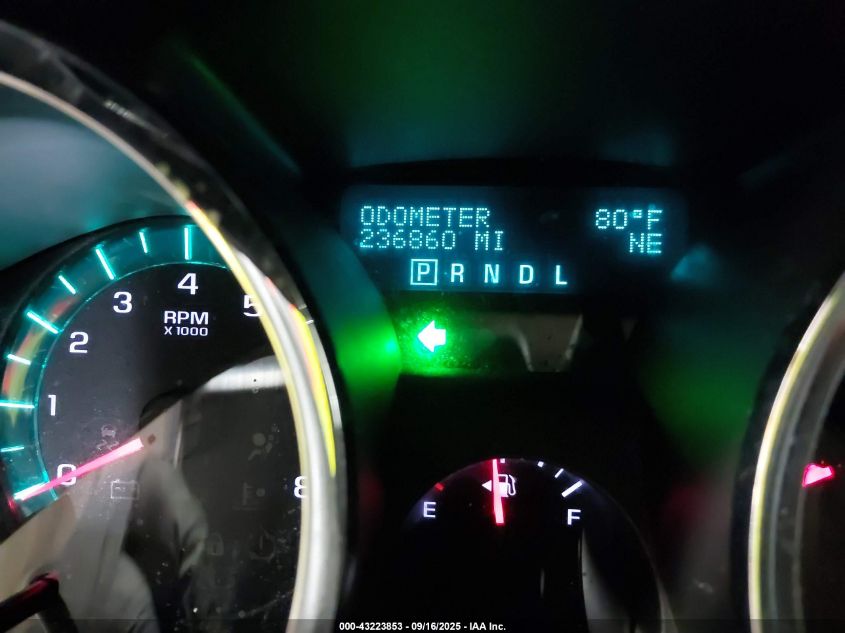 ODOMETER 80°F
236860 MI NE
P R N D L
4
3
5
RPM
X 1000
2
1
0
8
E F
000-43223853 - 09/16/2025 - IAA Inc.